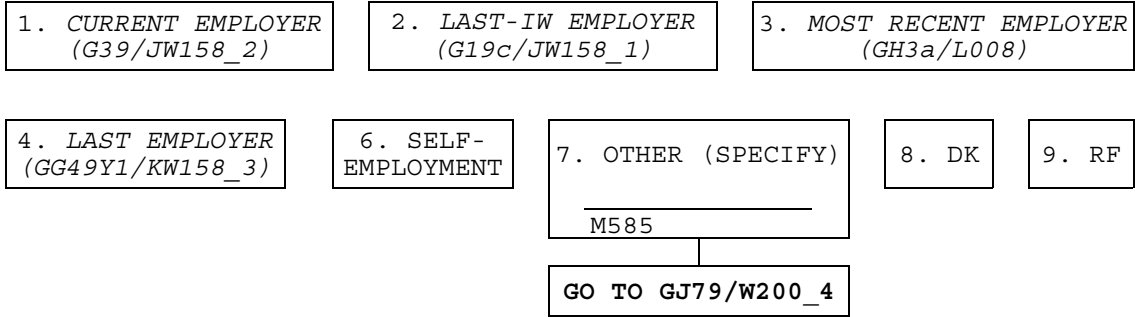 1. CURRENT EMPLOYER
(G39/JW158_2)
2. LAST-IW EMPLOYER
(G19c/JW158_1)
3. MOST RECENT EMPLOYER
(GH3a/L008)
4. LAST EMPLOYER
(GG49Y1/KW158_3)
6. SELF-
EMPLOYMENT
7. OTHER (SPECIFY)
M585
8. DK
9. RF
GO TO GJ79/W200_4